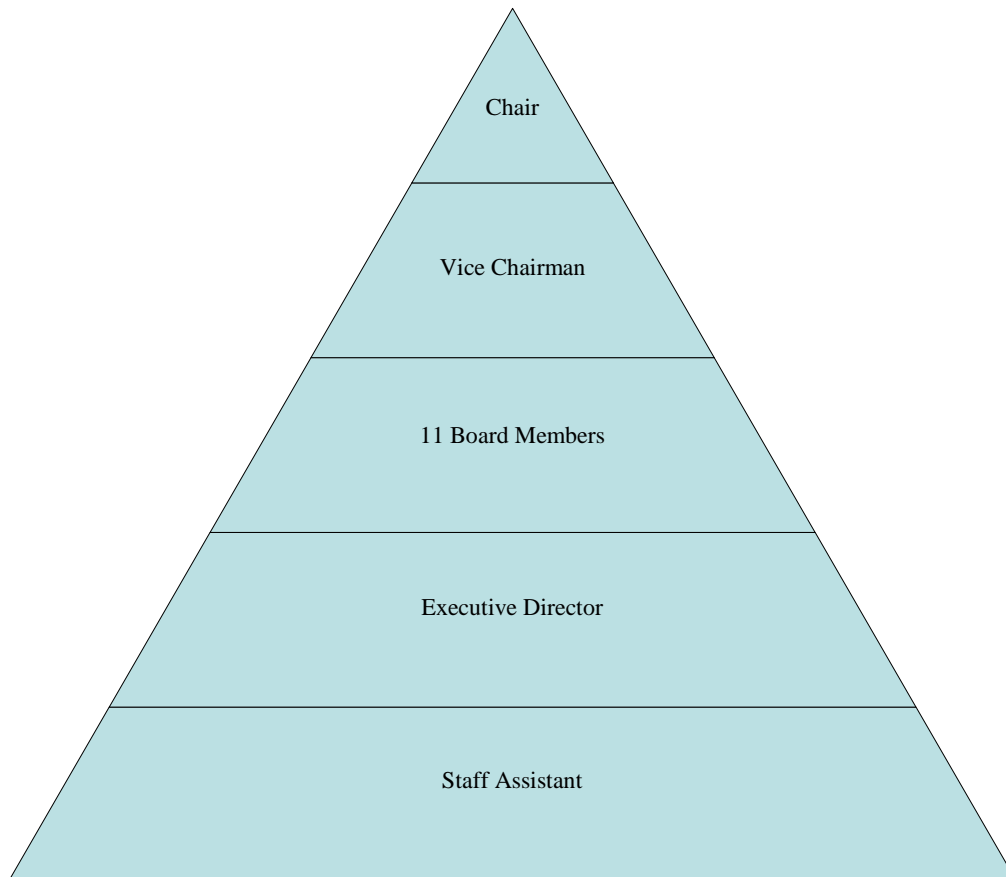 Chair
Vice Chairman
11 Board Members
Executive Director
Staff Assistant